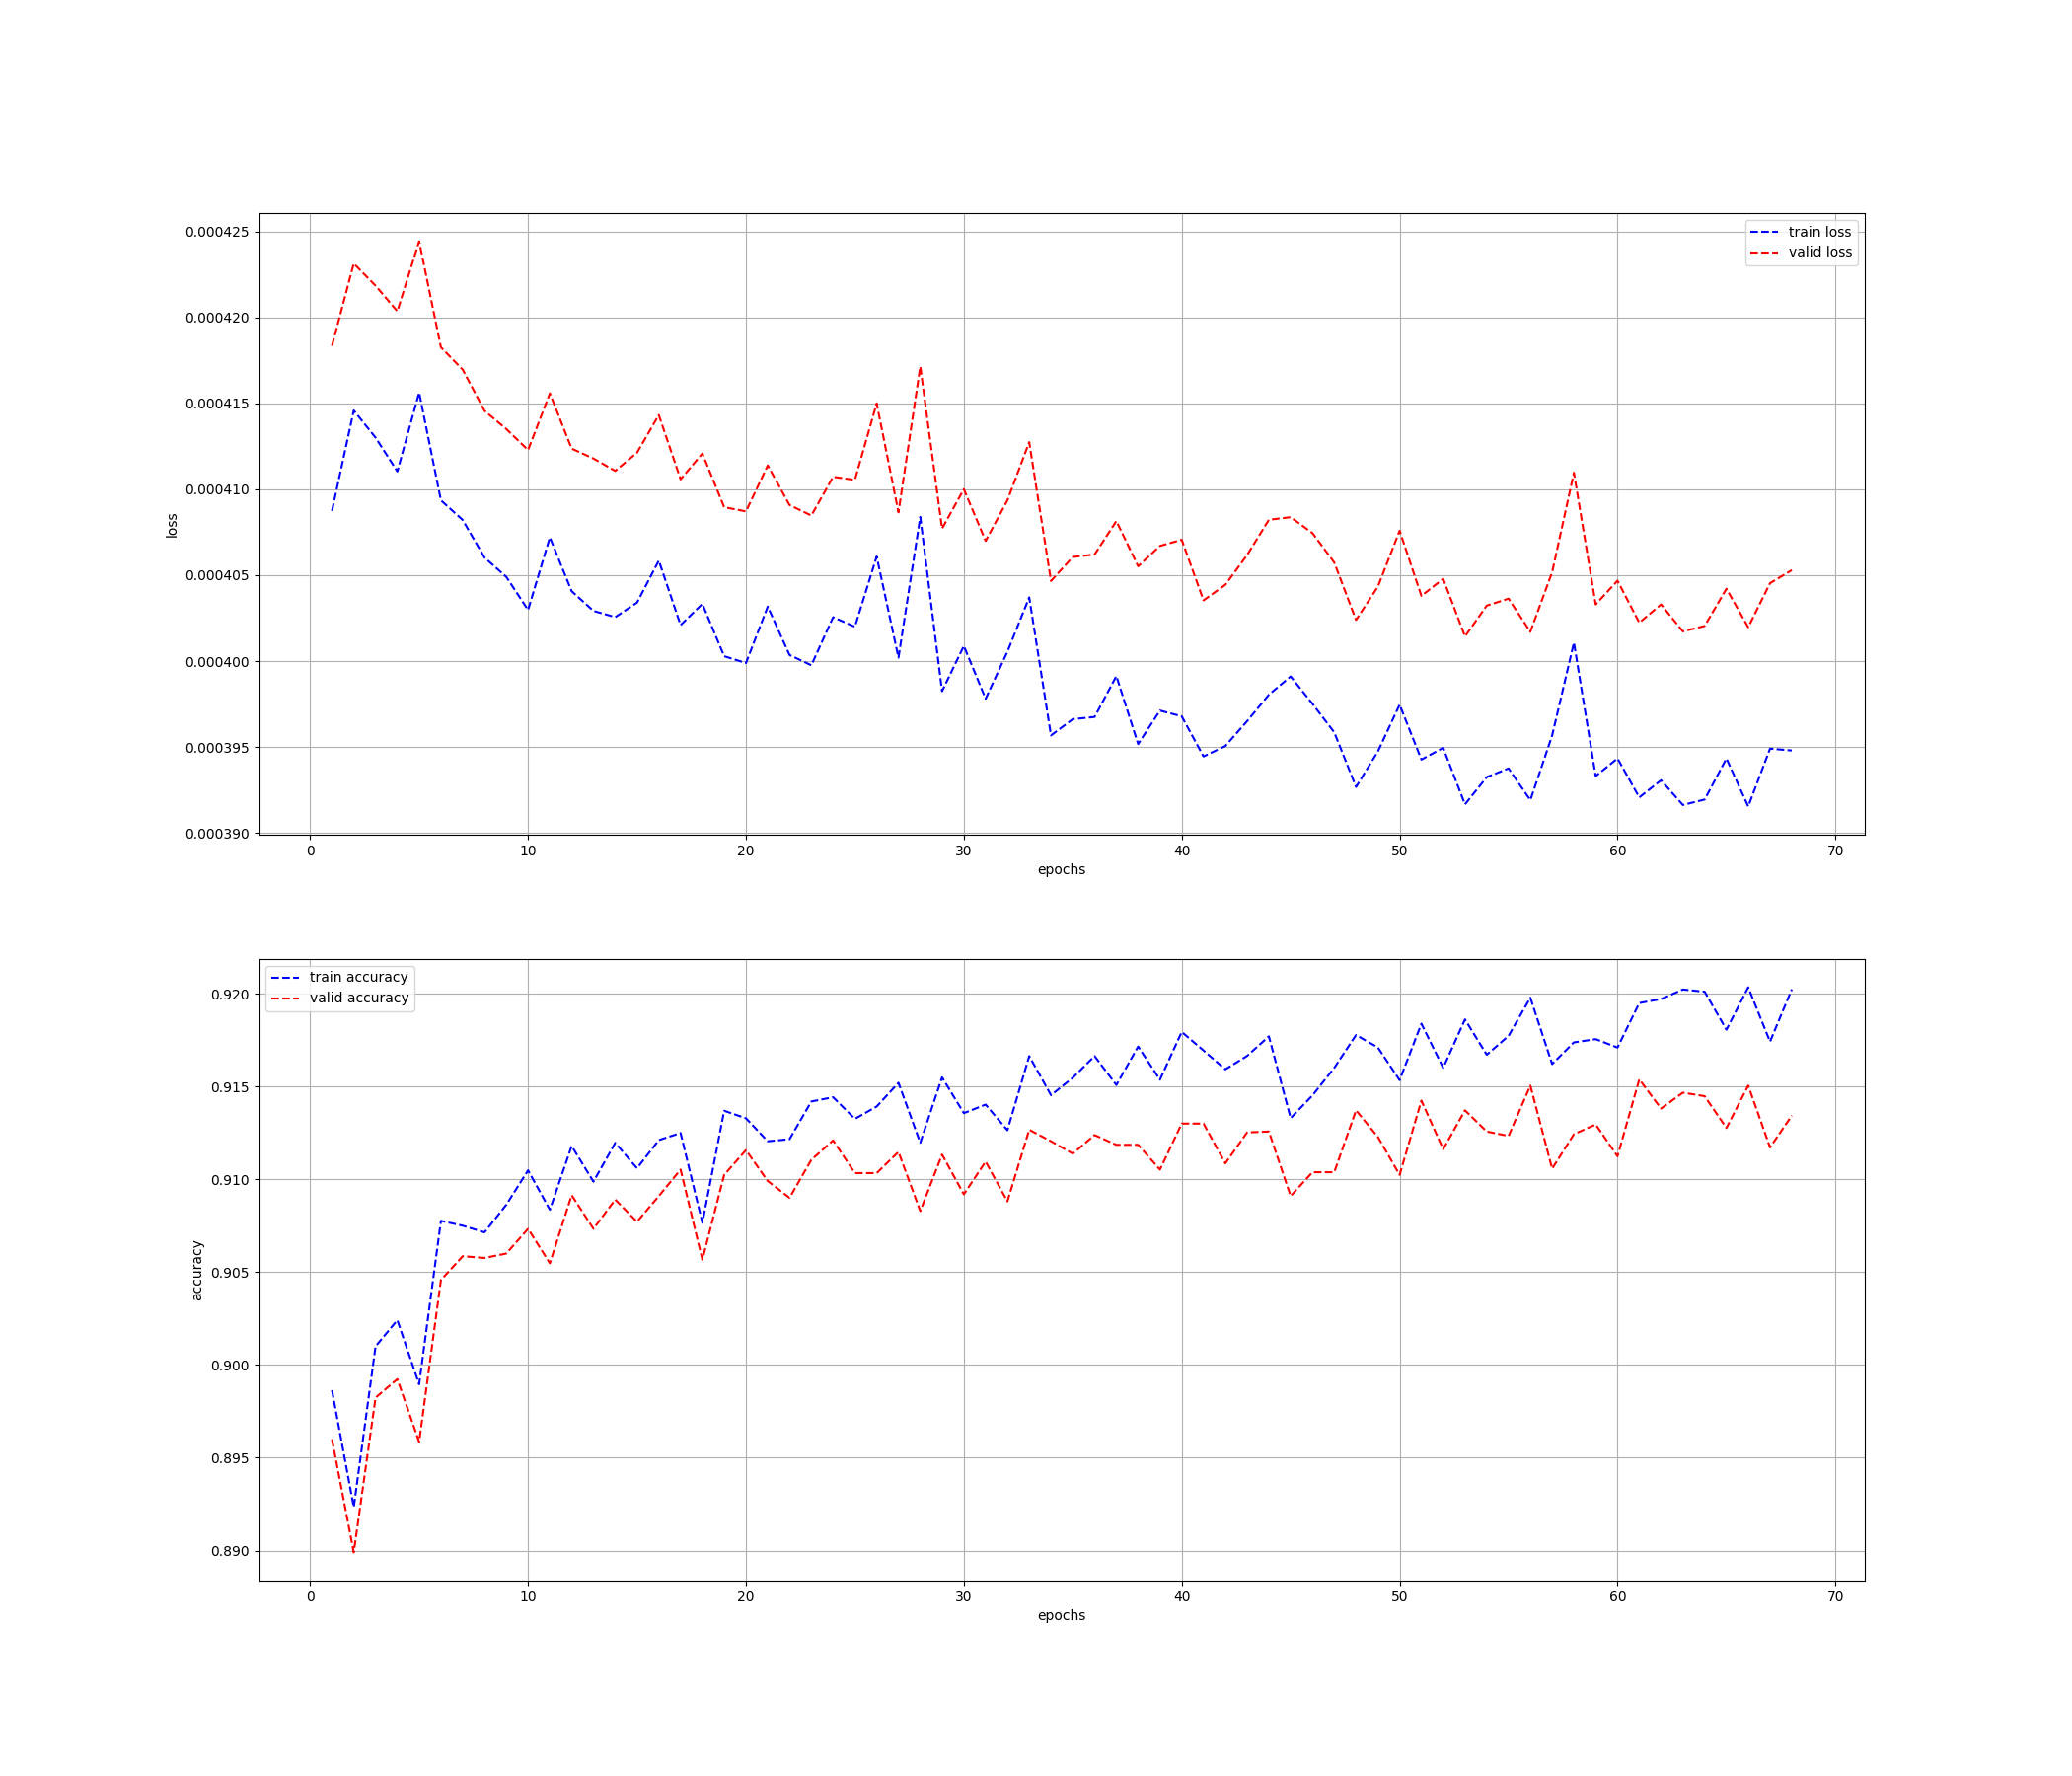 0.000425
0.000420
0.000415
0.000410
0.000405
0.000400
0.000395
0.000390
loss
train loss
valid loss
0 10 20 30 40 50 60 70
epochs
train accuracy
valid accuracy
0.920
0.915
0.910
0.905
0.900
0.895
0.890
accuracy
0 10 20 30 40 50 60 70
epochs